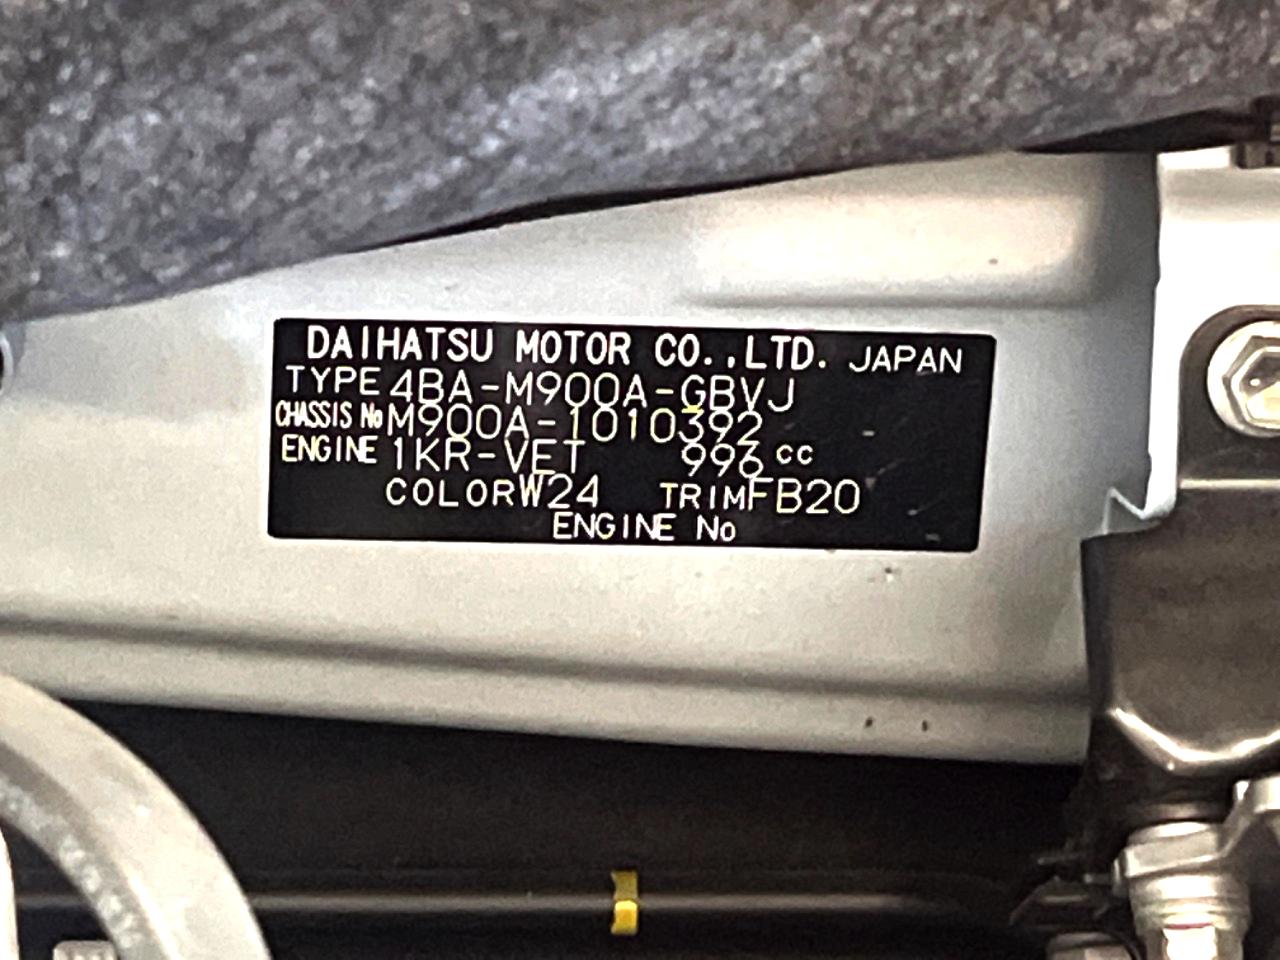 DAIHATSU MOTOR CO.,LTD. JAPAN
TYPE 4BA-M900A-GBVJ
CHASSIS No M900A-1010392
ENGINE 1KR-VET 996 cc
COLOR W24 TRIM FB20
ENGINE No